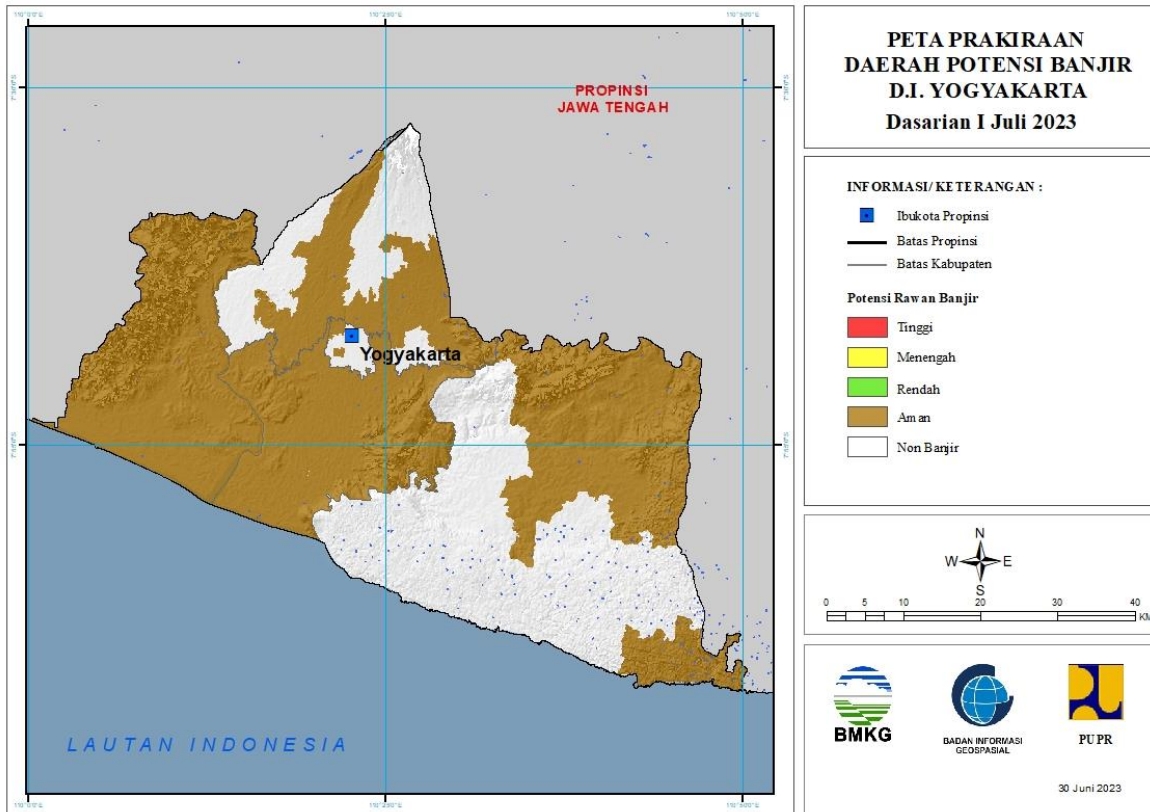 PETA PRAKIRAAN
DAERAH POTENSI BANJIR
D.I. YOGYAKARTA
Dasarian I Juli 2023
PROPINSI
JAWA TENGAH
Yogyakarta
LAUTAN INDONESIA
INFORMASI/KETERANGAN :
Ibukota Propinsi
Batas Propinsi
Batas Kabupaten
Potensi Rawan Banjir
Tinggi
Menengah
Rendah
Aman
Non Banjir
N
W E
S
0 5 10 20 30 40
KM
BMKG
BADAN INFORMASI
GEOSPASIAL
PUPR
30 Juni 2023